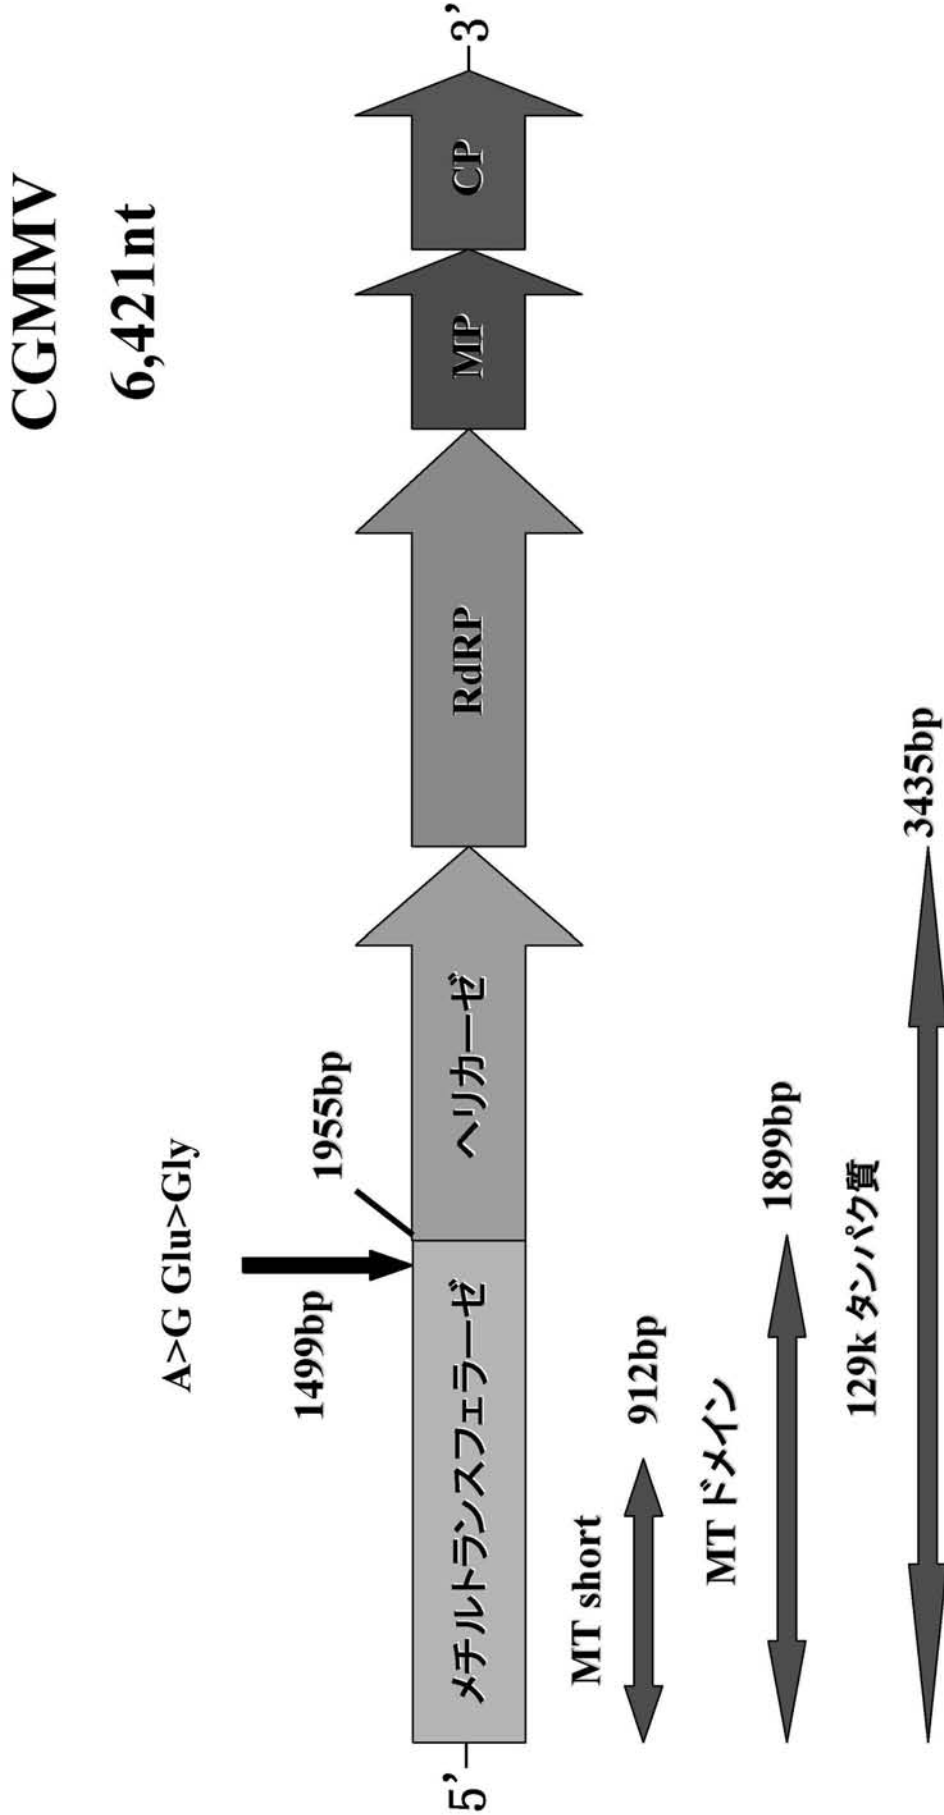 CGMMV
6,421nt
A>G Glu>Gly
1499bp
1955bp
5’
メチルトランスフェラーゼ
ヘリカーゼ
RdRP
MP
CP
3’
MT short
912bp
MT ドメイン
1899bp
129k タンパク質
3435bp